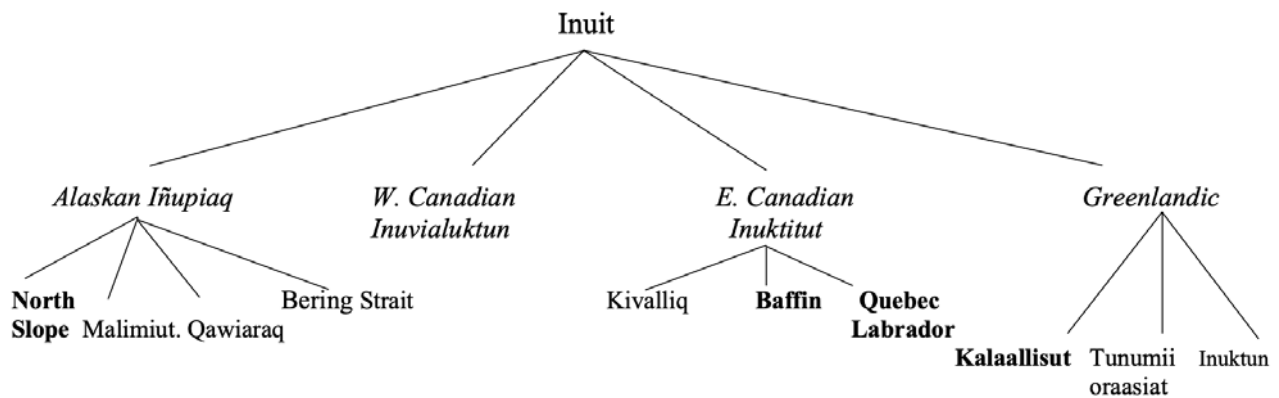 Inuit
Alaskan Iñupiaq
W. Canadian
Inuvialuktun
E. Canadian
Inuktitut
Greenlandic
North
Slope
Malimiut.
Qawiaraq
Bering Strait
Kivalliq
Baffin
Quebec
Labrador
Kalaallisut
Tunumii
oraasiat
Inuktun